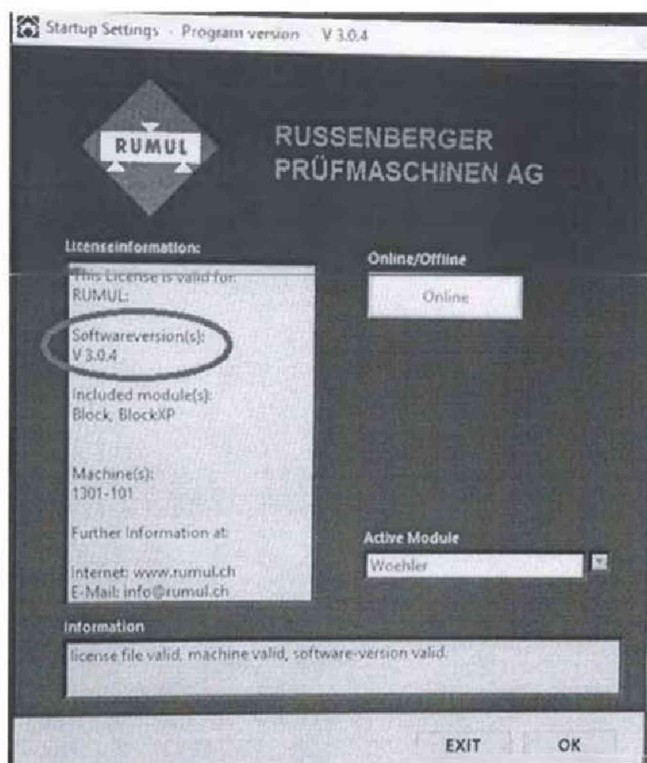 Startup Settings - Program version - V 3.0.4
RUMUL
RUSSENBERGER
PRÜFMASCHINEN AG
Licenseinformation:
This License is valid for:
RUMUL:
Softwareversion(s):
V 3.0.4
Included module(s):
Block, BlockXP
Machine(s):
1301-101
Further Information at:
Internet: www.rumul.ch
E-Mail: info@rumul.ch
Online/Offline
Online
Active Module
Woehler
Information
license file valid, machine valid, software-version valid.
EXIT
OK